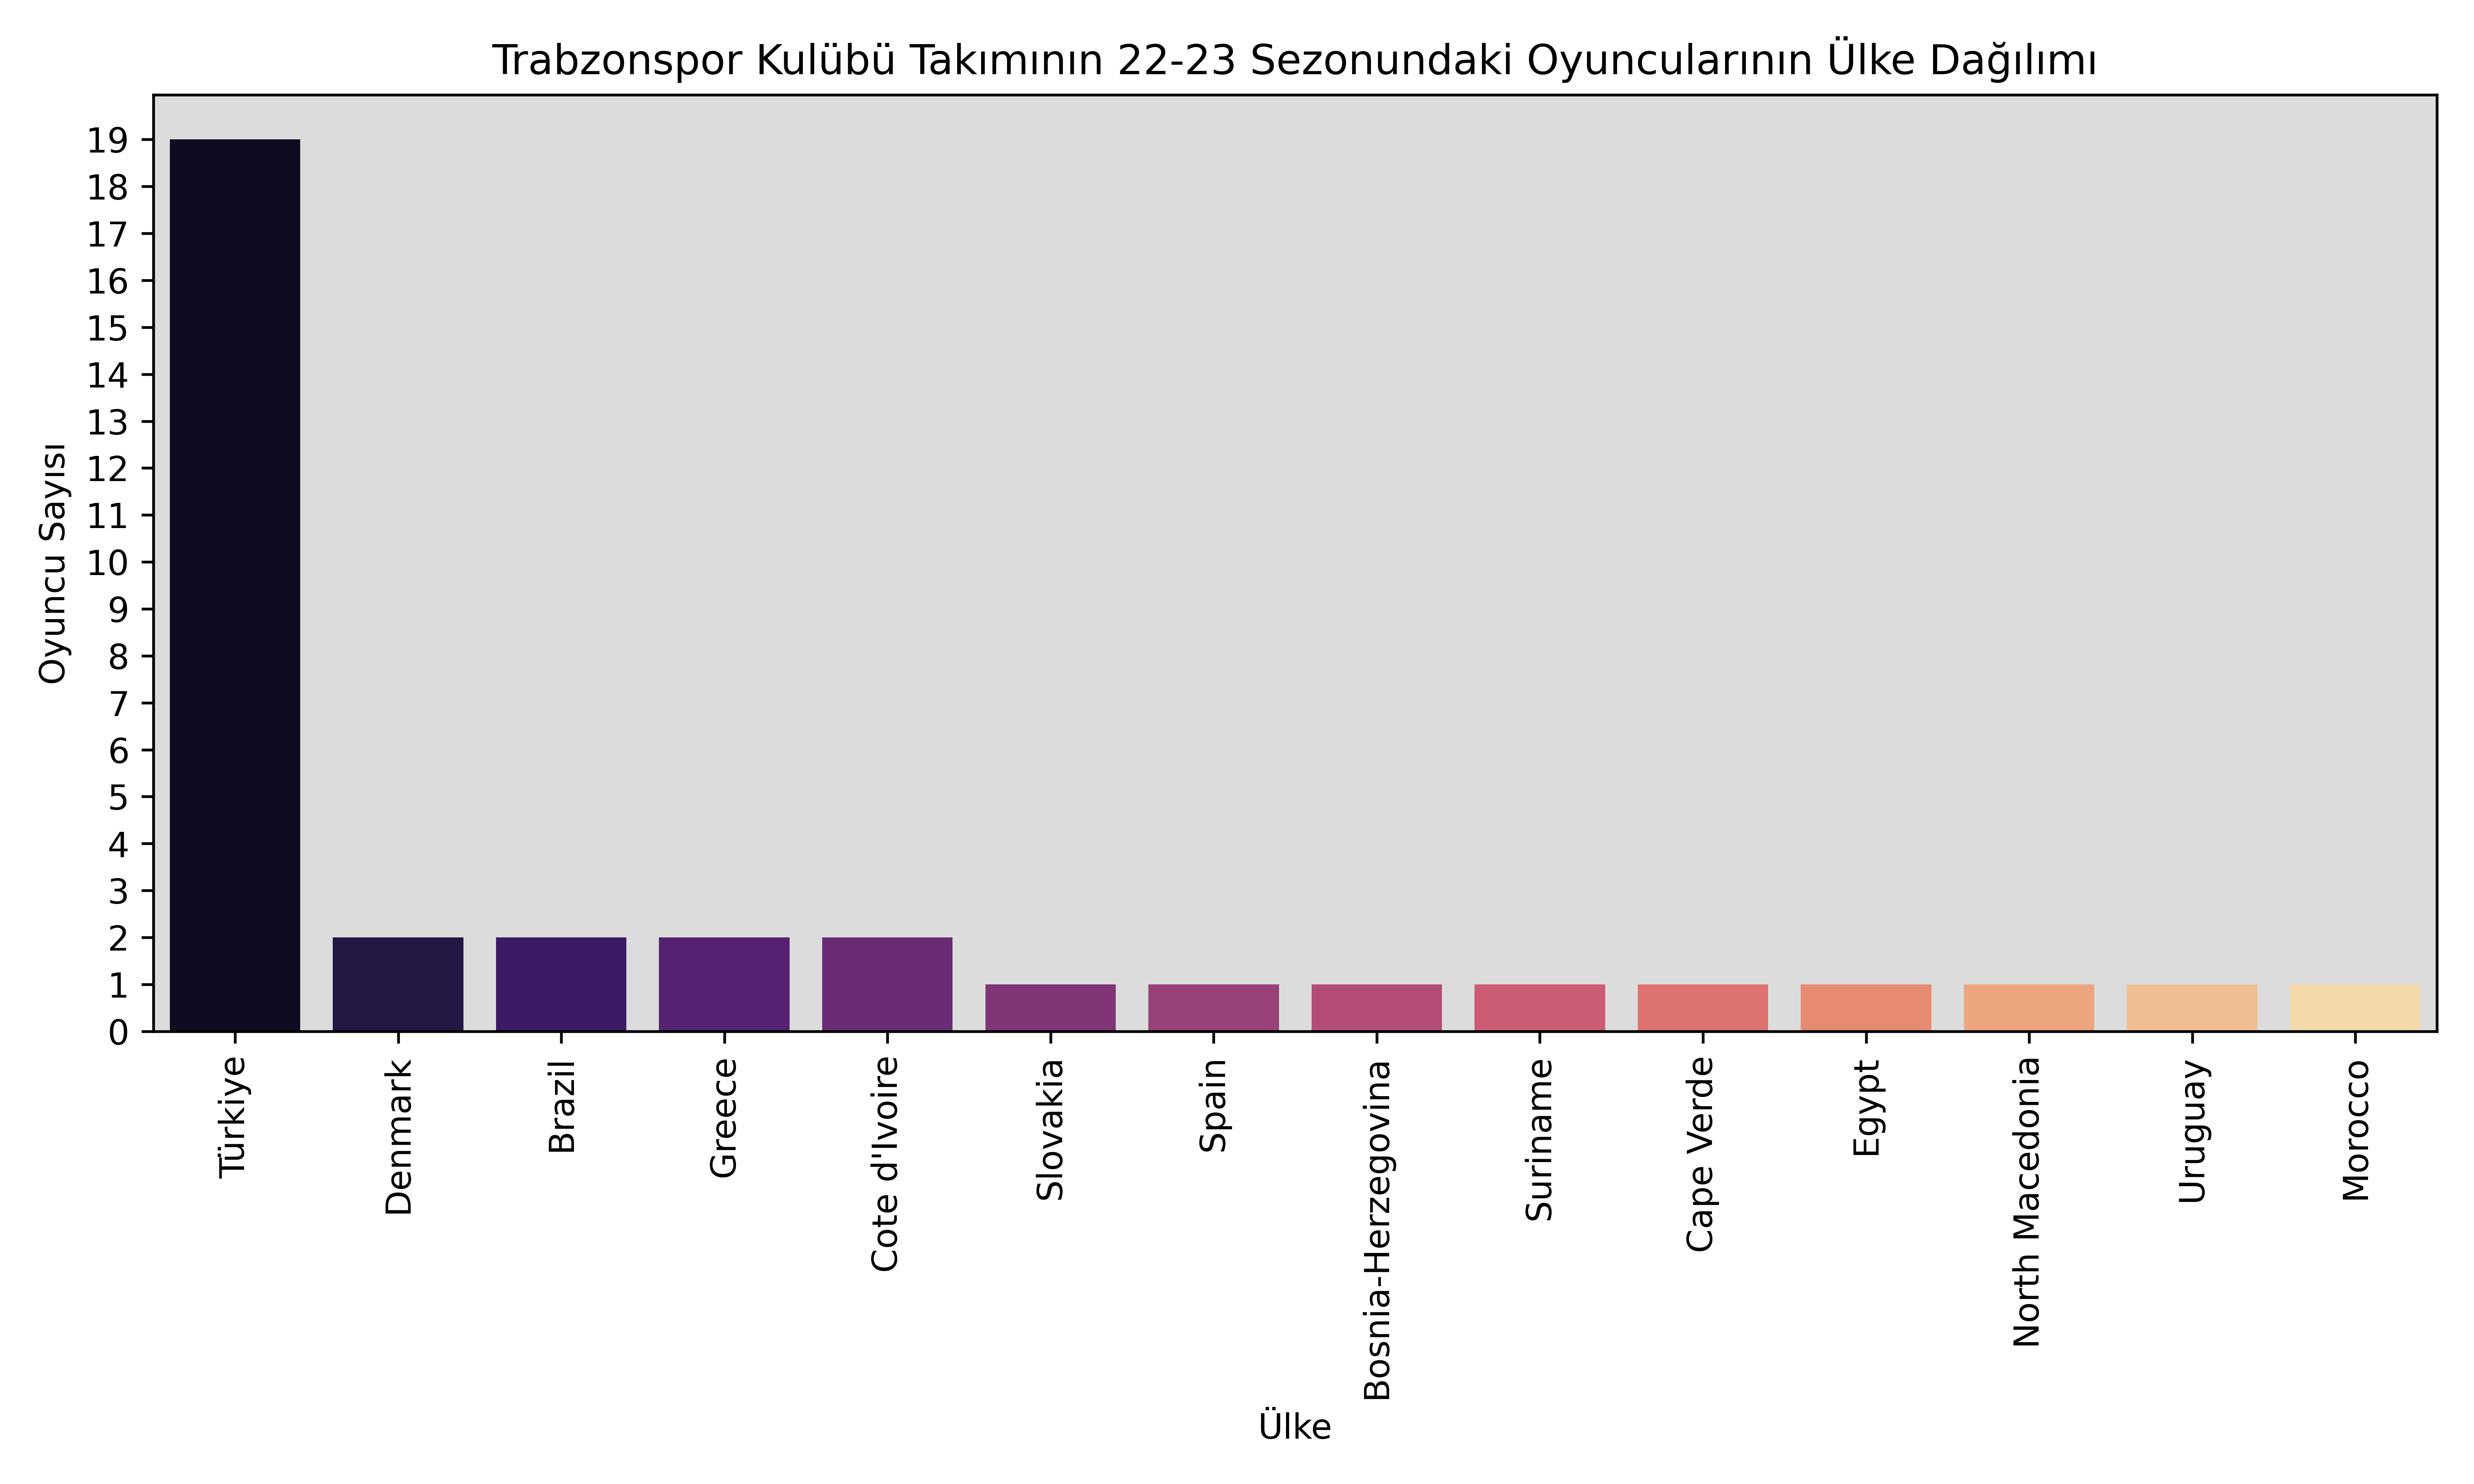 Trabzonspor Kulübü Takımının 22-23 Sezonundaki Oyuncularının Ülke Dağılımı
Oyuncu Sayısı
19
18
17
16
15
14
13
12
11
10
9
8
7
6
5
4
3
2
1
0
Türkiye
Denmark
Brazil
Greece
Cote d'Ivoire
Slovakia
Spain
Bosnia-Herzegovina
Suriname
Cape Verde
Egypt
North Macedonia
Uruguay
Morocco
Ülke